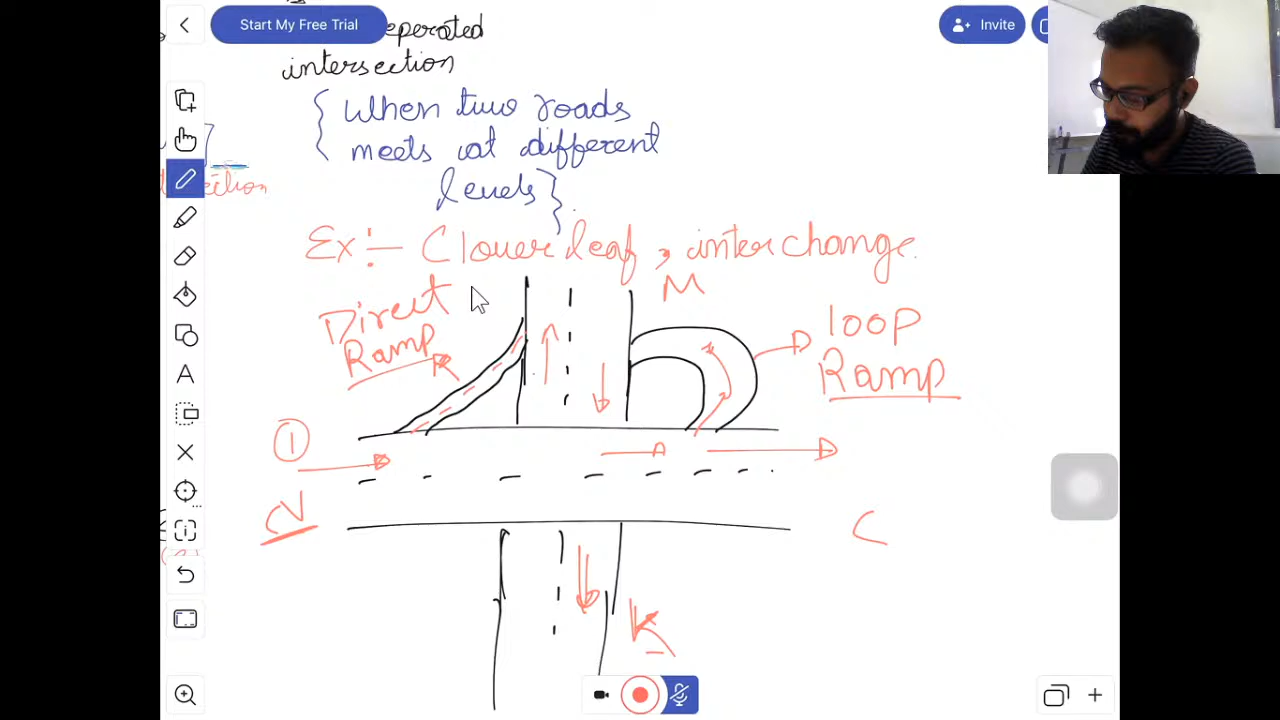 Start My Free Trial
Invite
eperated
intersection
{ When two roads
meets at different
levels }
ection
Ex :- Clover leaf , interchange.
M
Direct
Ramp
loop
Ramp
1
C
A